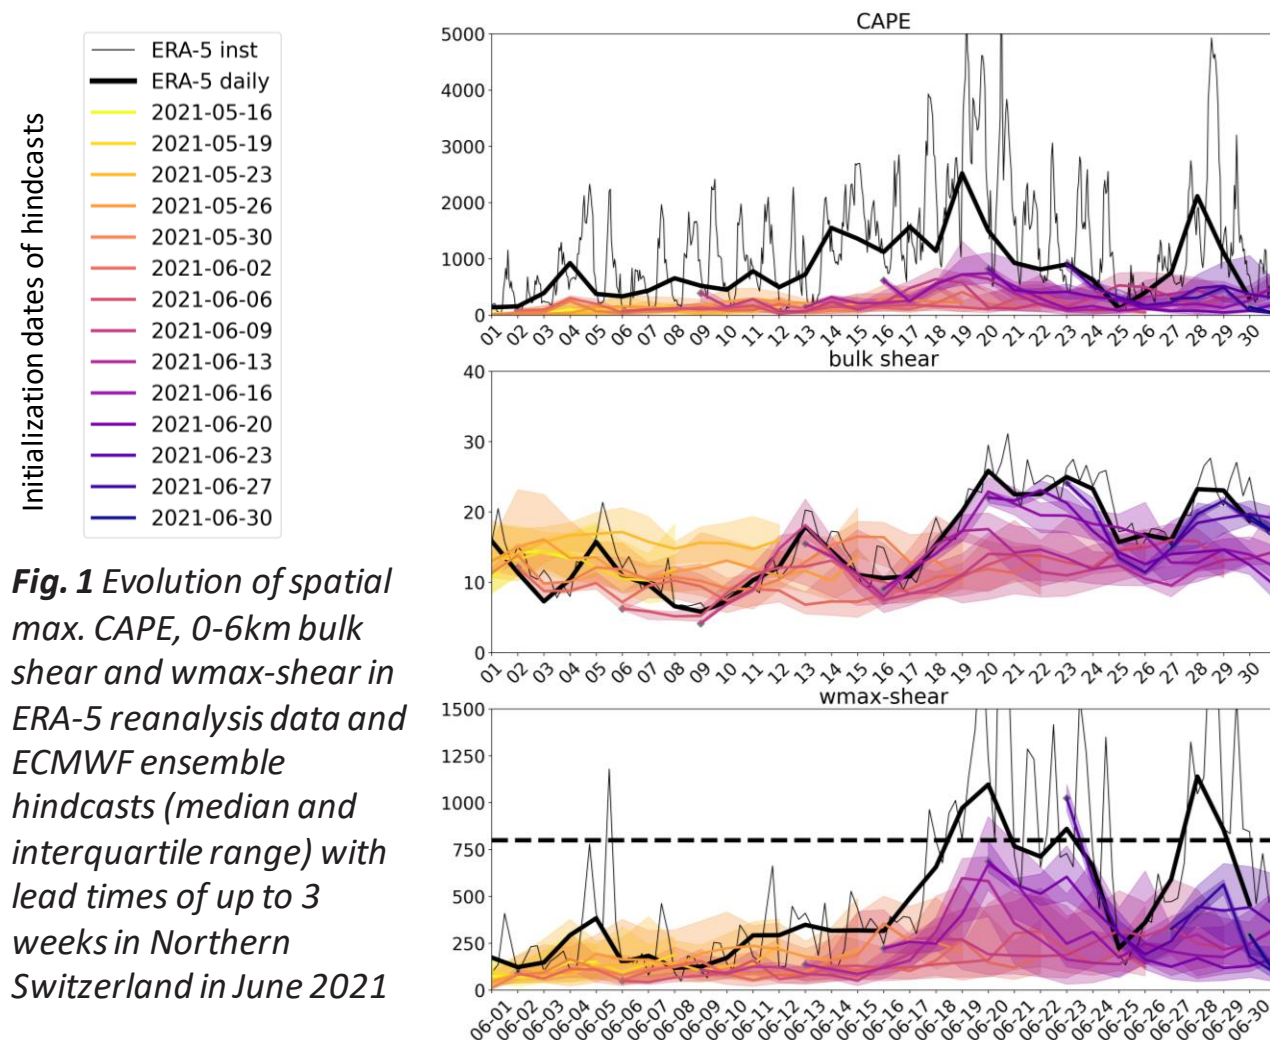 Initialization dates of hindcasts
ERA-5 inst
ERA-5 daily
2021-05-16
2021-05-19
2021-05-23
2021-05-26
2021-05-30
2021-06-02
2021-06-06
2021-06-09
2021-06-13
2021-06-16
2021-06-20
2021-06-23
2021-06-27
2021-06-30
Fig. 1 Evolution of spatial
max. CAPE, 0-6km bulk
shear and wmax-shear in
ERA-5 reanalysis data and
ECMWF ensemble
hindcasts (median and
interquartile range) with
lead times of up to 3
weeks in Northern
Switzerland in June 2021
CAPE
5000
4000
3000
2000
1000
0
01 02 03 04 05 06 07 08 09 10 11 12 13 14 15 16 17 18 19 20 21 22 23 24 25 26 27 28 29 30
bulk shear
40
30
20
10
0
01 02 03 04 05 06 07 08 09 10 11 12 13 14 15 16 17 18 19 20 21 22 23 24 25 26 27 28 29 30
wmax-shear
1500
1250
1000
750
500
250
0
06-01 06-02 06-03 06-04 06-05 06-06 06-07 06-08 06-09 06-10 06-11 06-12 06-13 06-14 06-15 06-16 06-17 06-18 06-19 06-20 06-21 06-22 06-23 06-24 06-25 06-26 06-27 06-28 06-29 06-30